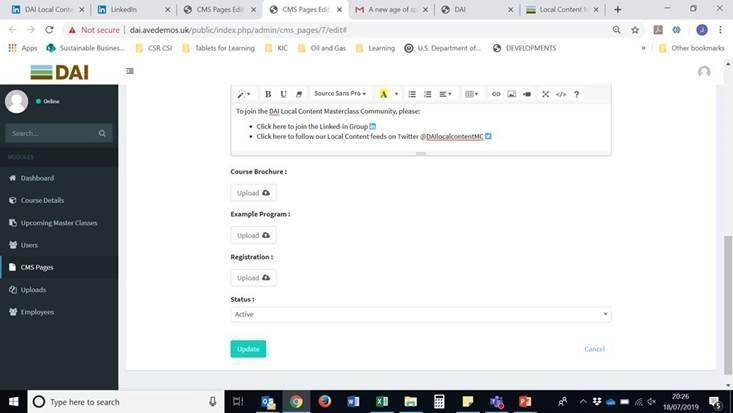 DAI Local Conte
LinkedIn
CMS Pages Edit
CMS Pages Edit
A new age of
DAI
Local Content M
Not secure | dai.avedemos.uk/public/index.php/admin/cms_pages/7/edit#
Apps
Sustainable Busines...
CSR CSI
Tablets for Learning
KIC
Oil and Gas
Learning
U.S. Department of...
DEVELOPMENTS
»
Other bookmarks
DAI
Online
Search...
MODULES
Dashboard
Course Details
Upcoming Master Classes
Users
CMS Pages
Uploads
Employees
B U Source Sans Pro A </> ?
To join the DAI Local Content Masterclass Community, please:
• Click here to join the Linked-in Group
• Click here to follow our Local Content feeds on Twitter @DAIlocalcontentMC
Course Brochure :
Upload
Example Program :
Upload
Registration :
Upload
Status :
Active
Update
Cancel
Type here to search
20:26
18/07/2019